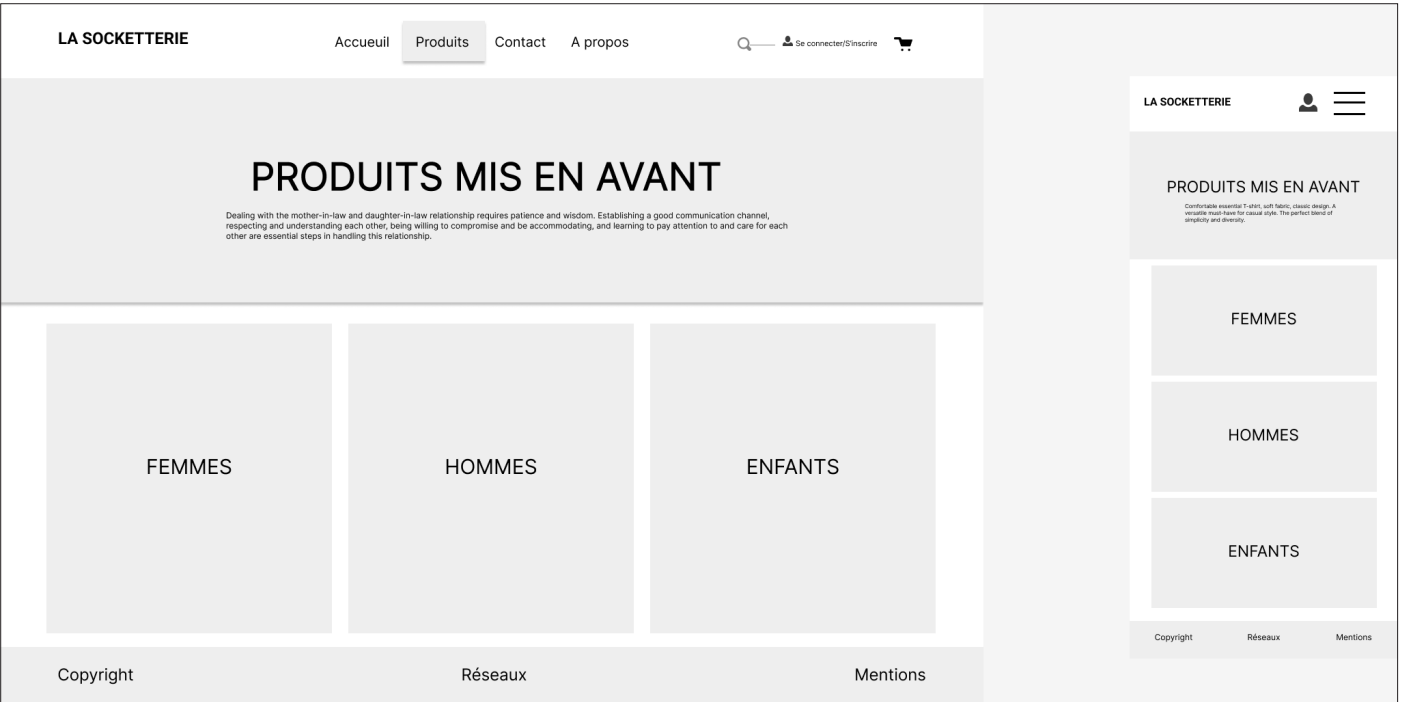 LA SOCKETTERIE
Accueuil Produits Contact A propos
Se connecter/S'inscrire
PRODUITS MIS EN AVANT
Dealing with the mother-in-law and daughter-in-law relationship requires patience and wisdom. Establishing a good communication channel,
respecting and understanding each other, being willing to compromise and be accommodating, and learning to pay attention to and care for each
other are essential steps in handling this relationship.
FEMMES
HOMMES
ENFANTS
Copyright
Réseaux
Mentions
LA SOCKETTERIE
PRODUITS MIS EN AVANT
Comfortable essential T-shirt, soft fabric, classic design. A
versatile must-have for casual style. The perfect blend of
simplicity and diversity.
FEMMES
HOMMES
ENFANTS
Copyright
Réseaux
Mentions